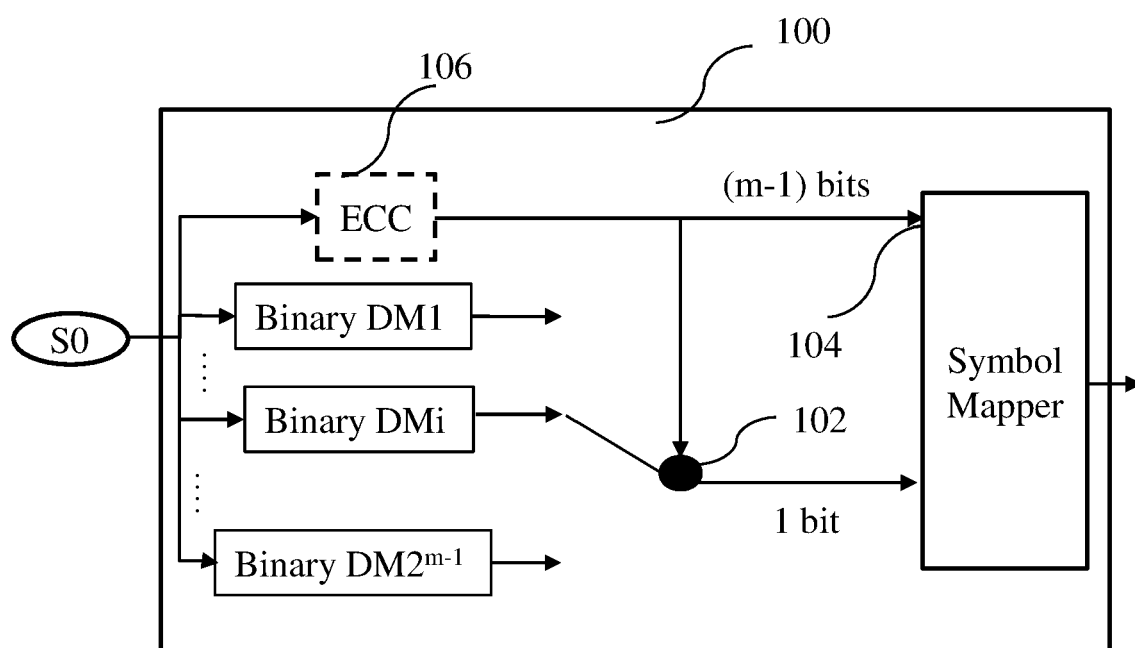 100
106
(m-1) bits
ECC
Binary DM1
S0
104
Symbol
Mapper
Binary DMi
102
1 bit
Binary DM2ᵐ⁻¹